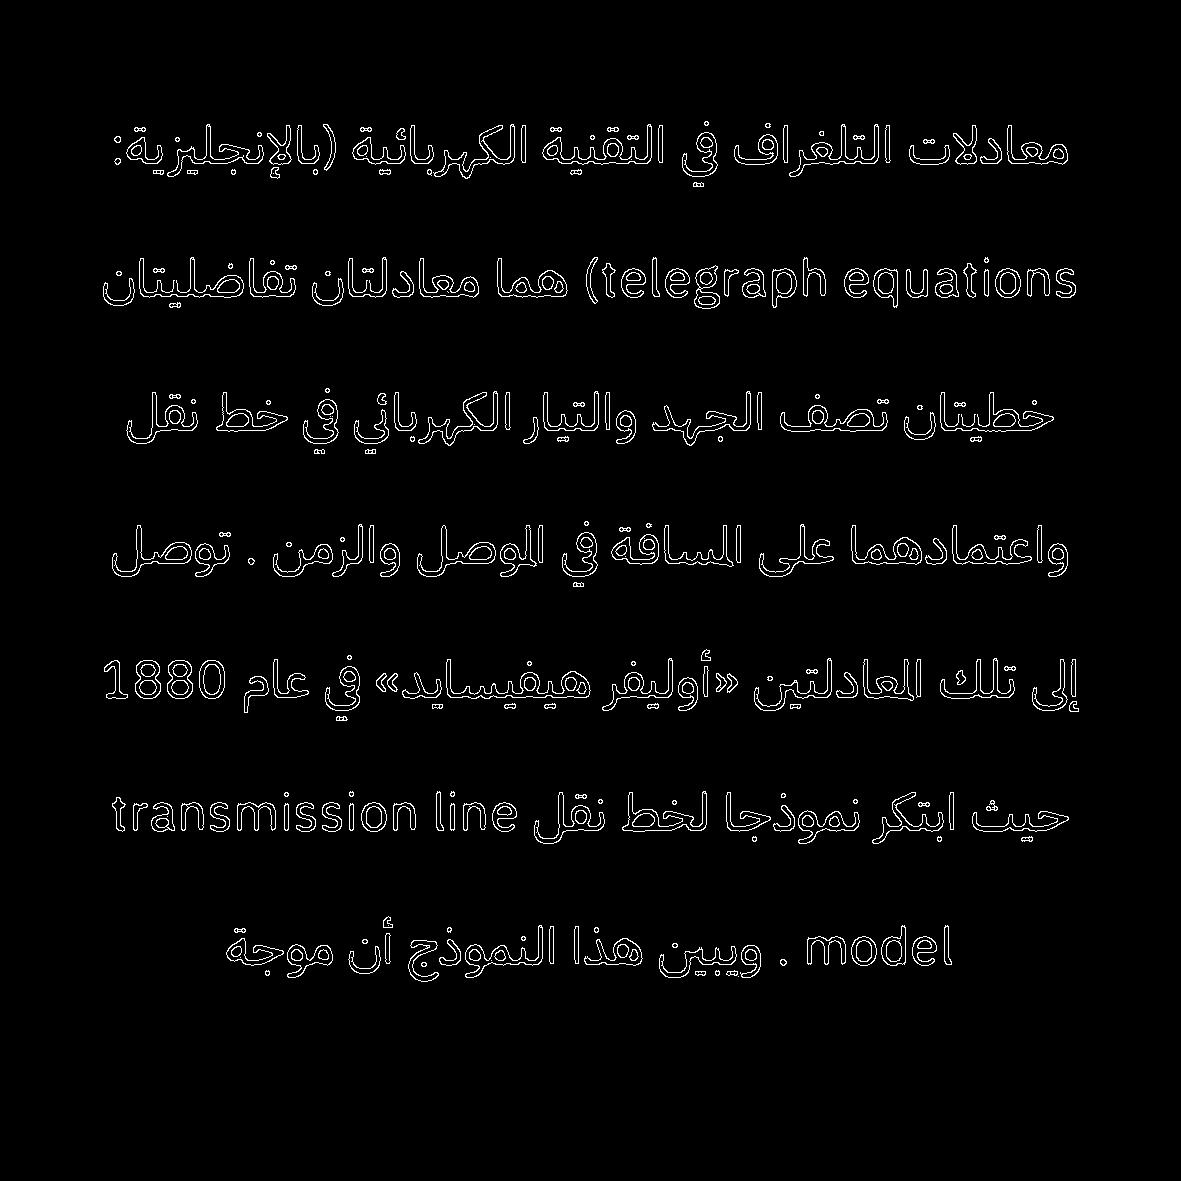 معادلات التلغراف في التقنية الكهربائية (بالإنجليزية:
telegraph equations) هما معادلتان تفاضليتان
خطيتان تصف الجهد والتيار الكهربائي في خط نقل
واعتمادهما على المسافة في الموصل والزمن . توصل
إلى تلك المعادلتين «أوليفر هيفيسايد» في عام 1880
حيث ابتكر نموذجا لخط نقل transmission line
model . ويبين هذا النموذج أن موجة